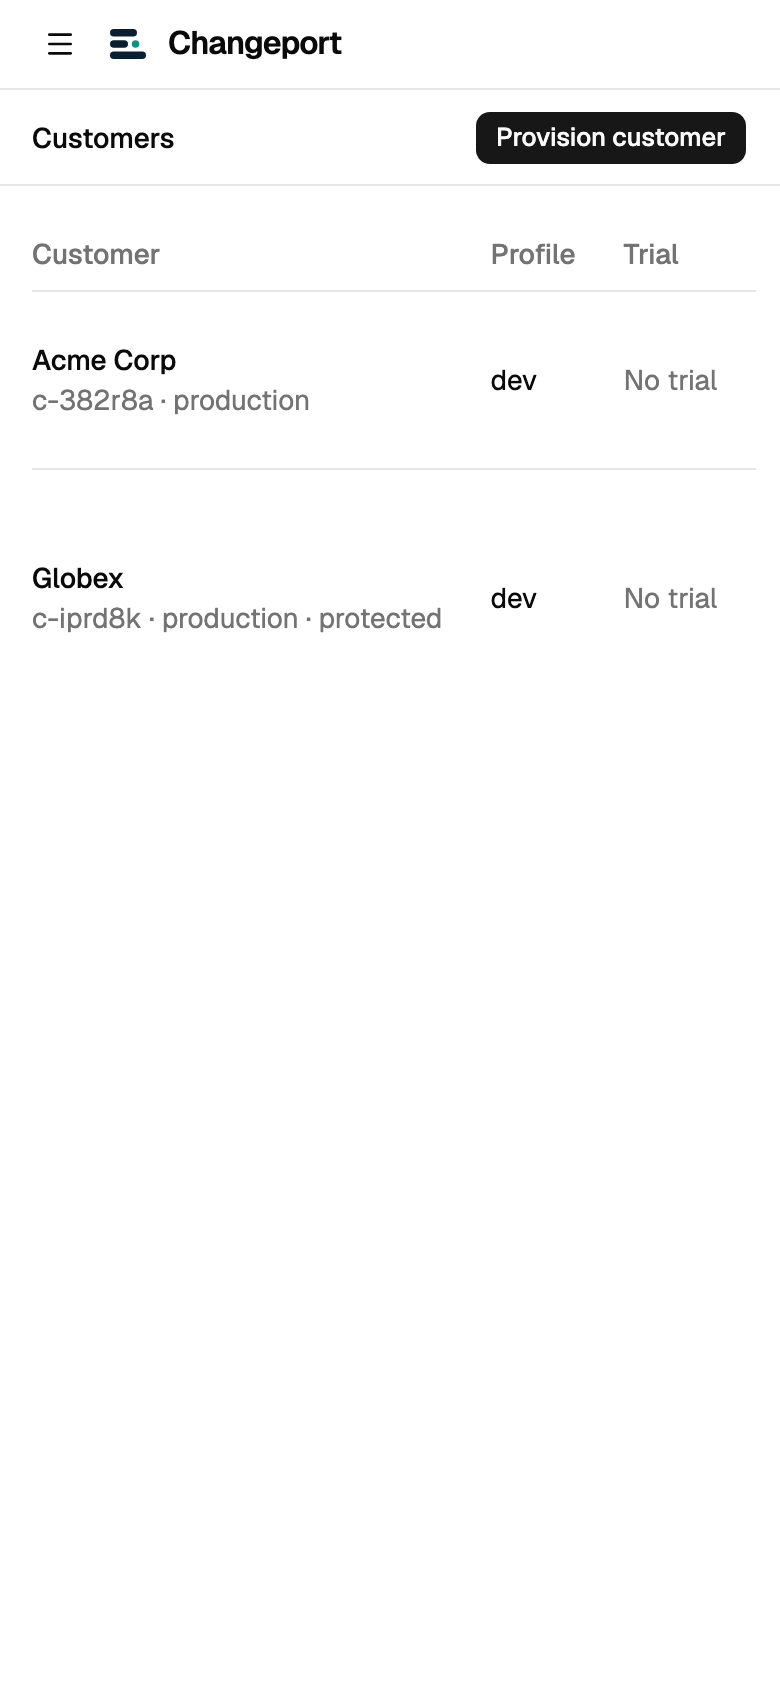 Changeport
Customers
Provision customer
Customer Profile Trial
Acme Corp
c-382r8a · production
dev
No trial
Globex
c-iprd8k · production · protected
dev
No trial